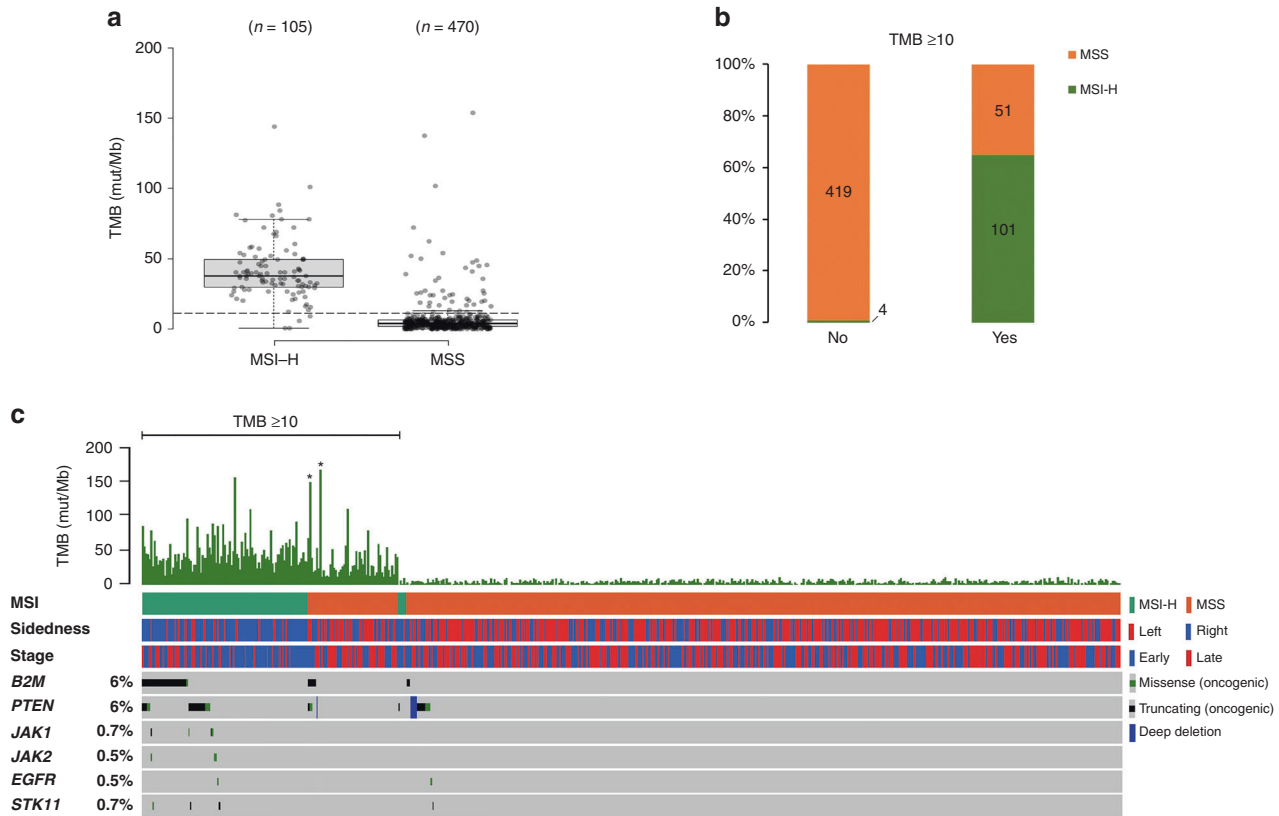 a
(n = 105) (n = 470)
200
150
100
50
0
TMB (mut/Mb)
MSI–H MSS
b
TMB ≥10
MSS
MSI-H
100%
80%
60%
40%
20%
0%
419
4
51
101
No Yes
c
TMB ≥10
200
150
100
50
0
TMB (mut/Mb)
* *
MSI
MSI-H MSS
Sidedness
Left Right
Stage
Early Late
B2M 6%
Missense (oncogenic)
PTEN 6%
Truncating (oncogenic)
JAK1 0.7%
Deep deletion
JAK2 0.5%
EGFR 0.5%
STK11 0.7%